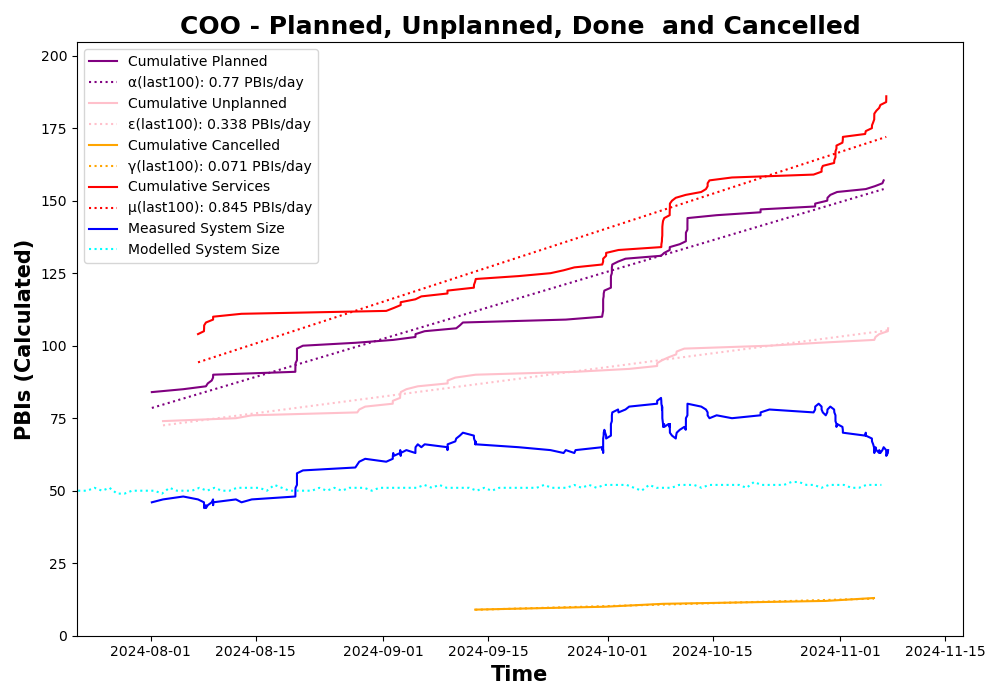 COO - Planned, Unplanned, Done  and Cancelled
Cumulative Planned
α(last100): 0.77 PBIs/day
Cumulative Unplanned
ε(last100): 0.338 PBIs/day
Cumulative Cancelled
γ(last100): 0.071 PBIs/day
Cumulative Services
μ(last100): 0.845 PBIs/day
Measured System Size
Modelled System Size
PBIs (Calculated)
200
175
150
125
100
75
50
25
0
2024-08-01 2024-08-15 2024-09-01 2024-09-15 2024-10-01 2024-10-15 2024-11-01 2024-11-15
Time